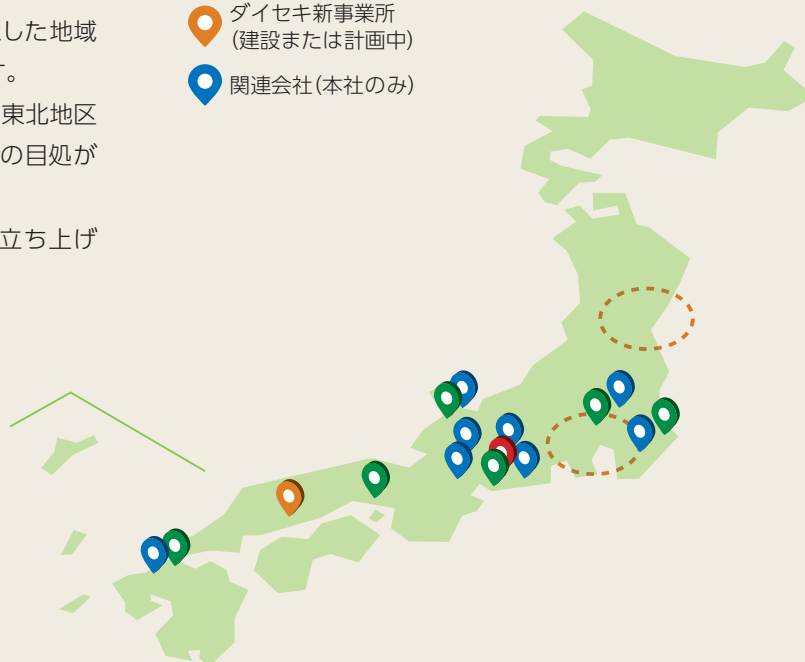 した地域
す。
東北地区
の目処が
立ち上げ
ダイセキ新事業所
(建設または計画中)
関連会社(本社のみ)